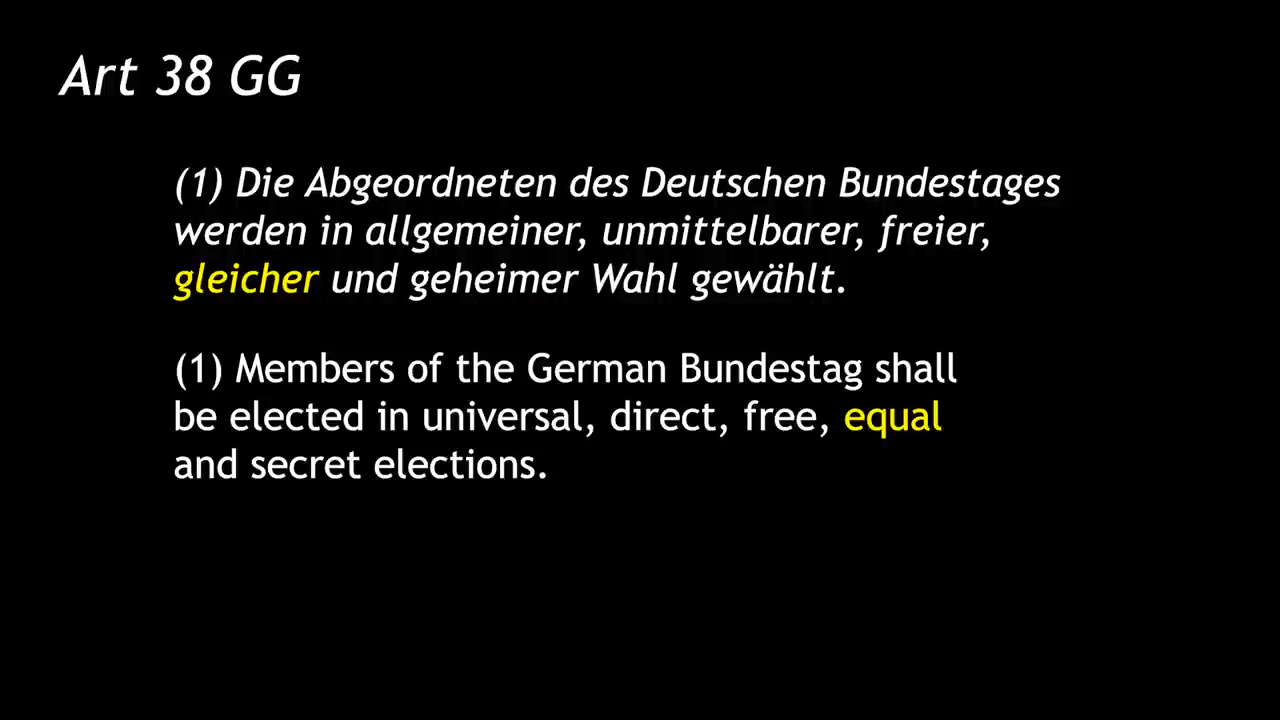 Art 38 GG
(1) Die Abgeordneten des Deutschen Bundestages
werden in allgemeiner, unmittelbarer, freier,
gleicher und geheimer Wahl gewählt.
(1) Members of the German Bundestag shall
be elected in universal, direct, free, equal
and secret elections.